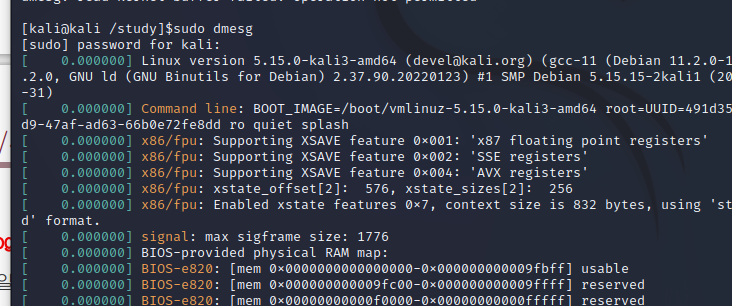 dmesg: read kernel buffer failed: Operation not permitted
[kali@kali /study]$sudo dmesg
[sudo] password for kali:
[    0.000000] Linux version 5.15.0-kali3-amd64 (devel@kali.org) (gcc-11 (Debian 11.2.0-1
.2.0, GNU ld (GNU Binutils for Debian) 2.37.90.20220123) #1 SMP Debian 5.15.15-2kali1 (20
-31)
[    0.000000] Command line: BOOT_IMAGE=/boot/vmlinuz-5.15.0-kali3-amd64 root=UUID=491d35
d9-47af-ad63-66b0e72fe8dd ro quiet splash
[    0.000000] x86/fpu: Supporting XSAVE feature 0×001: 'x87 floating point registers'
[    0.000000] x86/fpu: Supporting XSAVE feature 0×002: 'SSE registers'
[    0.000000] x86/fpu: Supporting XSAVE feature 0×004: 'AVX registers'
[    0.000000] x86/fpu: xstate_offset[2]:  576, xstate_sizes[2]:  256
[    0.000000] x86/fpu: Enabled xstate features 0×7, context size is 832 bytes, using 'st
d' format.
[    0.000000] signal: max sigframe size: 1776
[    0.000000] BIOS-provided physical RAM map:
[    0.000000] BIOS-e820: [mem 0×0000000000000000-0×000000000009fbff] usable
[    0.000000] BIOS-e820: [mem 0×000000000009fc00-0×000000000009ffff] reserved
[    0.000000] BIOS-e820: [mem 0×00000000000f0000-0×00000000000fffff] reserved